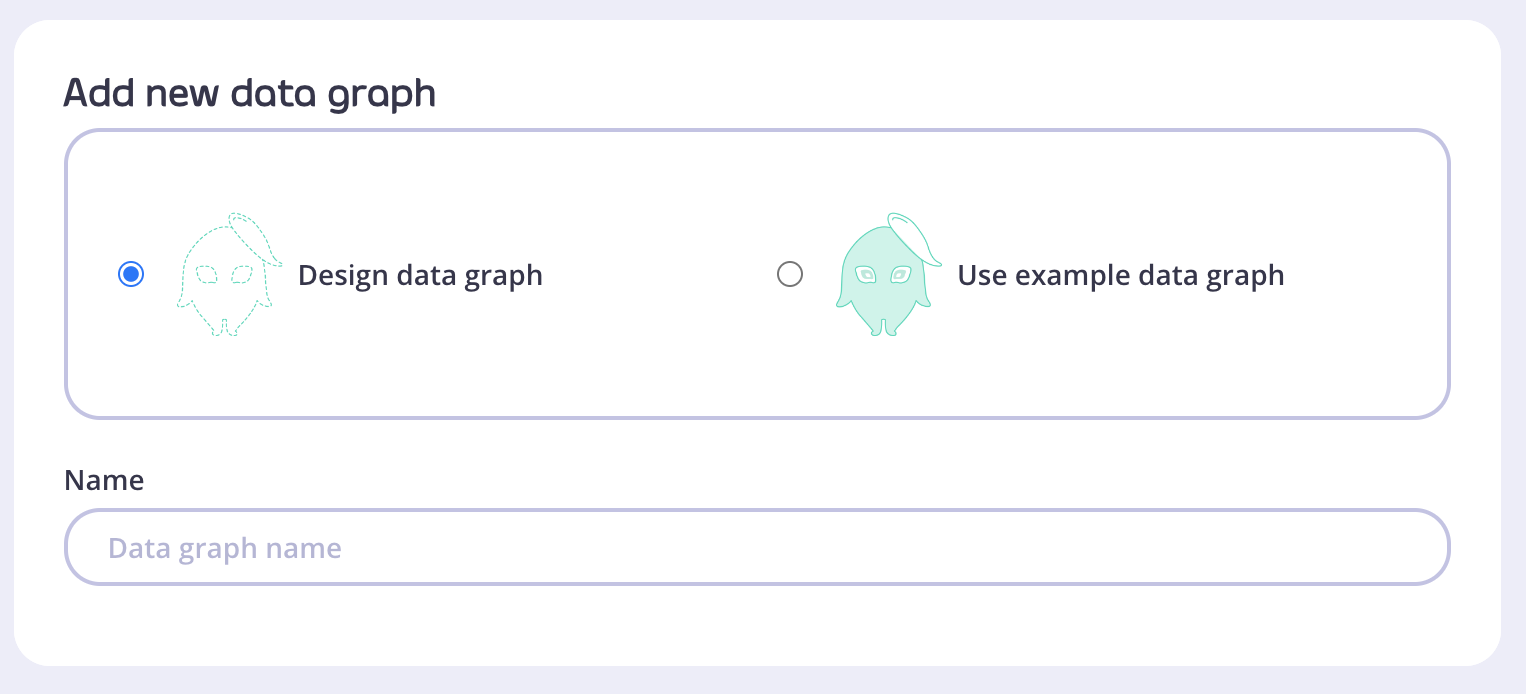 Add new data graph
Design data graph
Use example data graph
Name
Data graph name